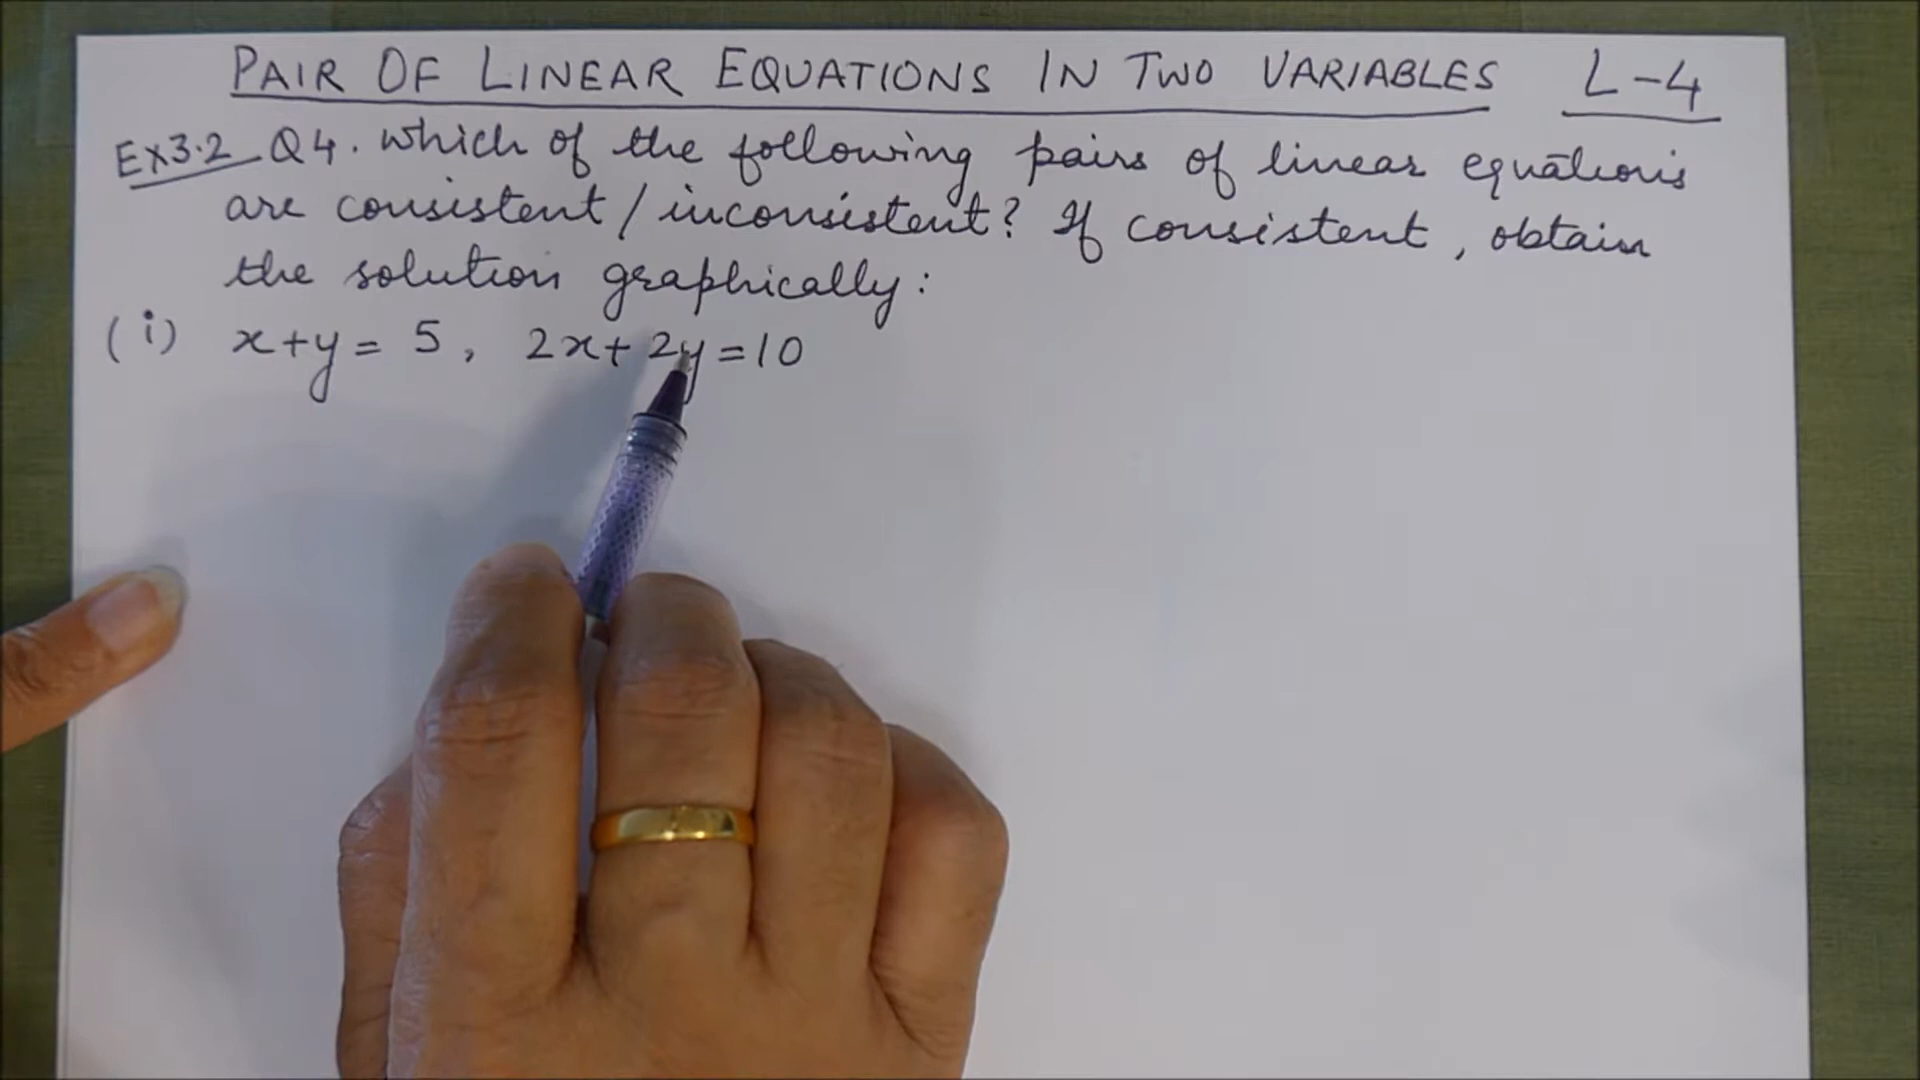 PAIR OF LINEAR EQUATIONS IN TWO VARIABLES L-4
Ex3.2 Q4. Which of the following pairs of linear equations
are consistent/inconsistent? If consistent, obtain
the solution graphically:
(i) x+y= 5, 2x+2y=10